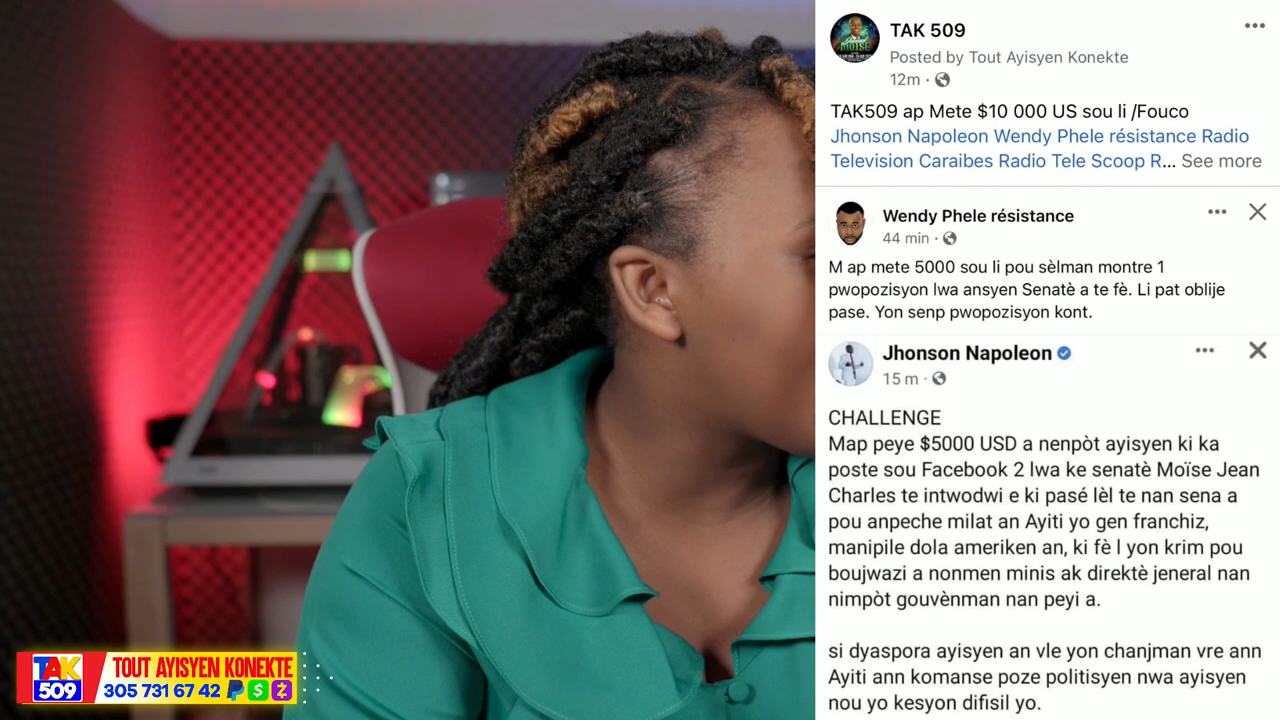 TAK 509
Posted by Tout Ayisyen Konekte
12m ·
TAK509 ap Mete $10 000 US sou li /Fouco
Jhonson Napoleon Wendy Phele résistance Radio
Television Caraibes Radio Tele Scoop R... See more
Wendy Phele résistance
44 min ·
M ap mete 5000 sou li pou sèlman montre 1
pwopozisyon lwa ansyen Senatè a te fè. Li pat oblije
pase. Yon senp pwopozisyon kont.
Jhonson Napoleon
15 m ·
CHALLENGE
Map peye $5000 USD a nenpòt ayisyen ki ka
poste sou Facebook 2 lwa ke senatè Moïse Jean
Charles te intwodwi e ki pasé lèl te nan sena a
pou anpeche milat an Ayiti yo gen franchiz,
manipile dola ameriken an, ki fè l yon krim pou
boujwazi a nonmen minis ak direktè jeneral nan
nimpòt gouvènman nan peyi a.
si dyaspora ayisyen an vle yon chanjman vre ann
Ayiti ann komanse poze politisyen nwa ayisyen
nou yo kesyon difisil yo.
TAK
509
TOUT AYISYEN KONEKTE
305 731 67 42